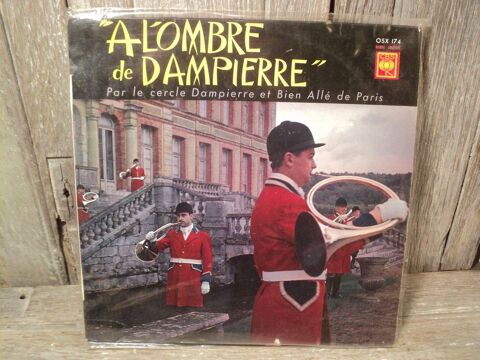 "A L'OMBRE
de DAMPIERRE"
Par le cercle Dampierre et Bien Allé de Paris
OSX 174